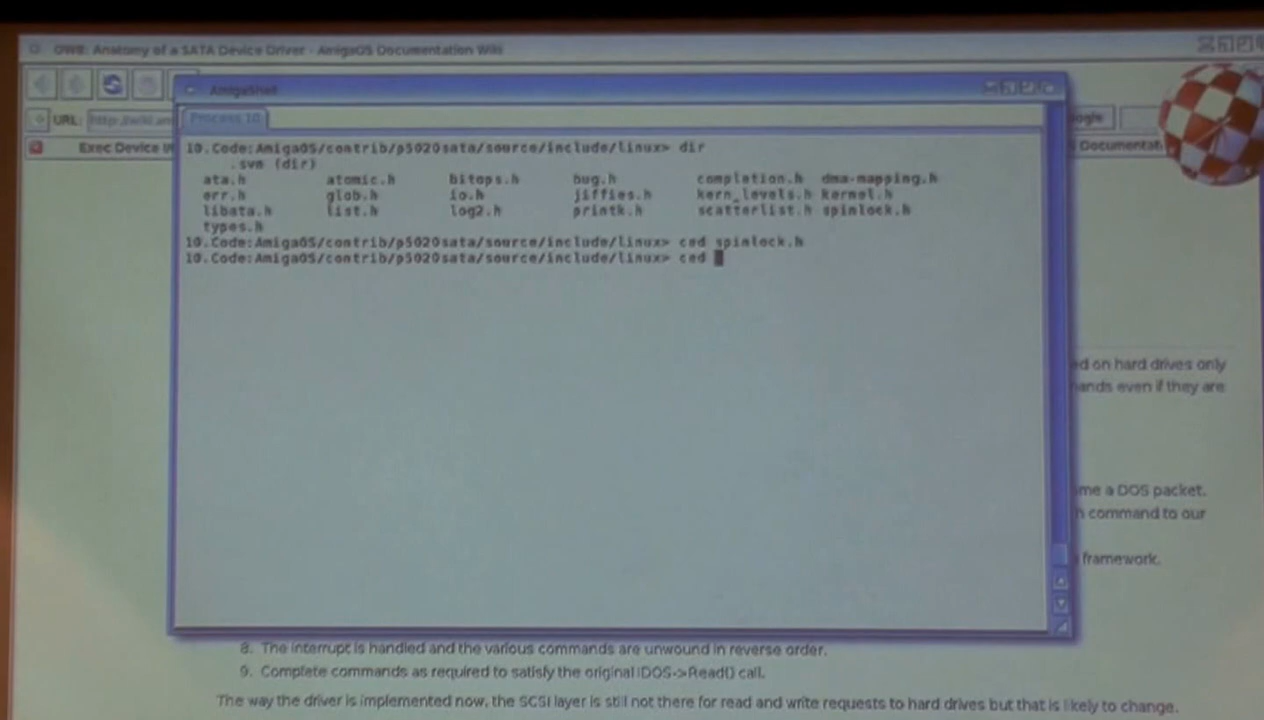 OWB: Anatomy of a SATA Device Driver - AmigaOS Documentation Wiki
AmigaShell
URL:
Process 10
Exec Device
Documentat
10.Code:AmigaOS/contrib/p5020sata/source/include/linux> dir
.svn (dir)
ata.h atomic.h bitops.h bug.h completion.h dma-mapping.h
err.h glob.h io.h jiffies.h kern_levels.h kernel.h
libata.h list.h log2.h printk.h scatterlist.h spinlock.h
types.h
10.Code:AmigaOS/contrib/p5020sata/source/include/linux> ced spinlock.h
10.Code:AmigaOS/contrib/p5020sata/source/include/linux> ced
ed on hard drives only
hands even if they are
me a DOS packet.
h command to our
framework.
8. The interrupt is handled and the various commands are unwound in reverse order.
9. Complete commands as required to satisfy the original IDOS->Read() call.
The way the driver is implemented now, the SCSI layer is still not there for read and write requests to hard drives but that is likely to change.